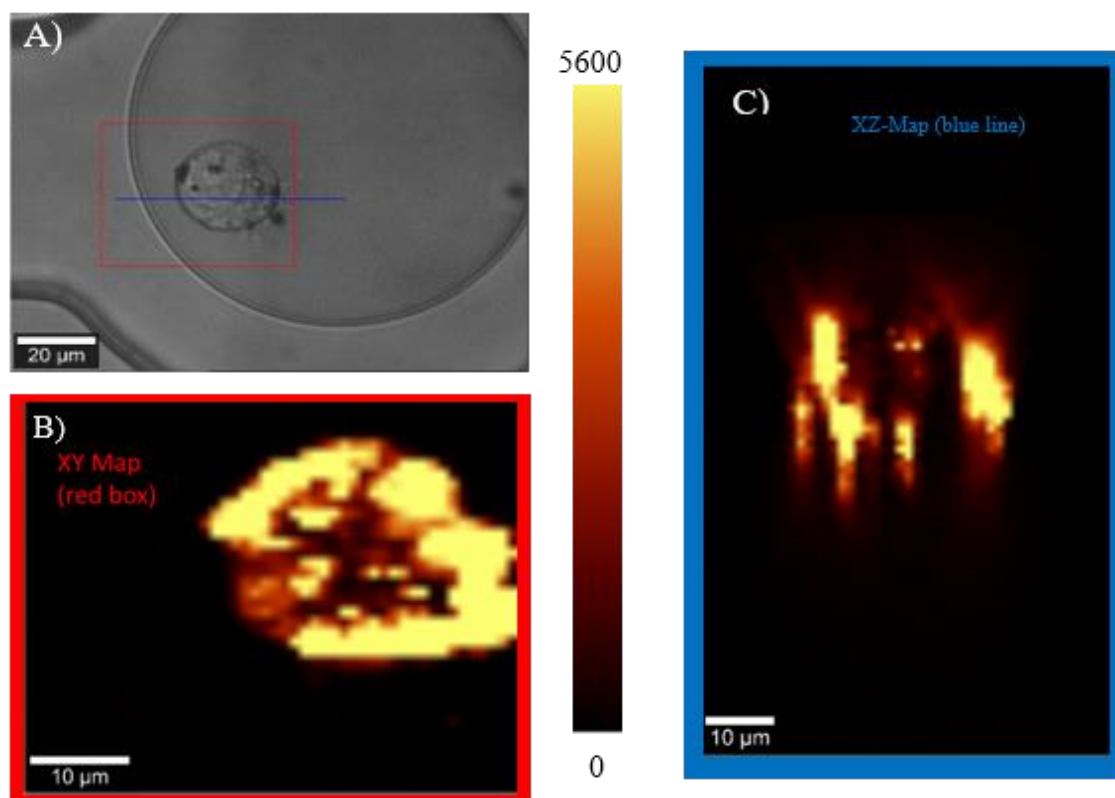 A)
20 µm
B)
XY Map
(red box)
10 µm
5600
0
C)
XZ-Map (blue line)
10 µm